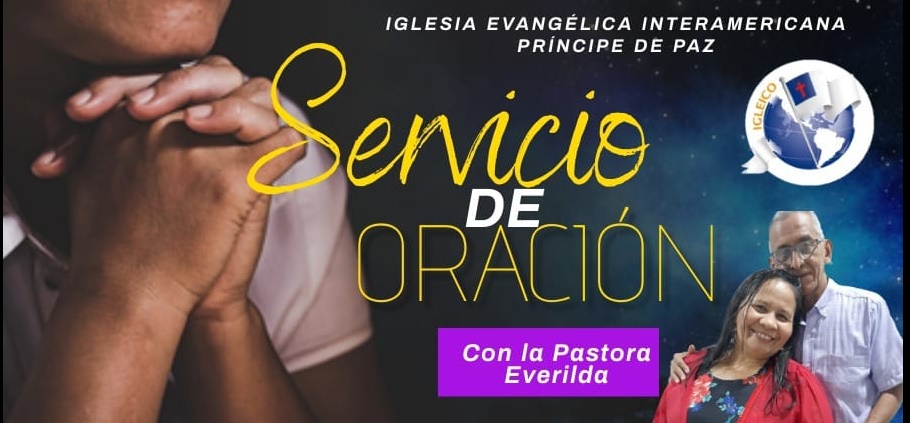 IGLESIA EVANGÉLICA INTERAMERICANA
PRÍNCIPE DE PAZ
IGLEICO
Servicio
DE
ORACIÓN
Con la Pastora
Everilda